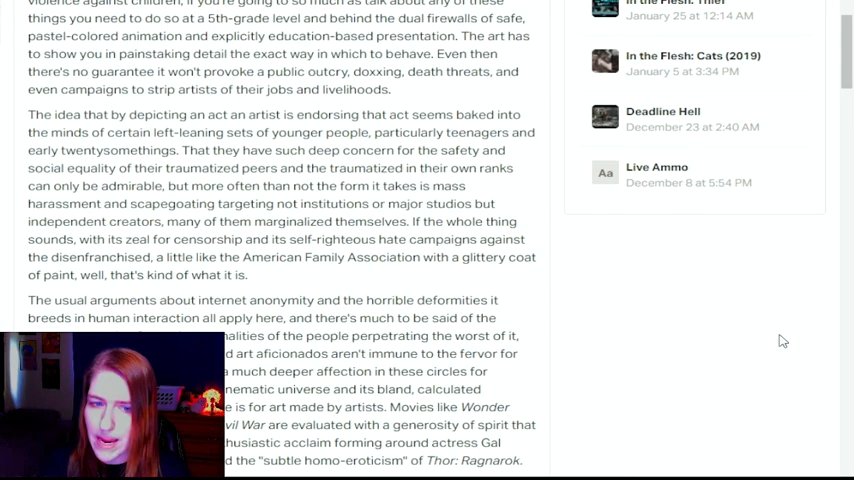 violence against children, if you're going to so much as talk about any of these
things you need to do so at a 5th-grade level and behind the dual firewalls of safe,
pastel-colored animation and explicitly education-based presentation. The art has
to show you in painstaking detail the exact way in which to behave. Even then
there's no guarantee it won't provoke a public outcry, doxxing, death threats, and
even campaigns to strip artists of their jobs and livelihoods.
The idea that by depicting an act an artist is endorsing that act seems baked into
the minds of certain left-leaning sets of younger people, particularly teenagers and
early twentysomethings. That they have such deep concern for the safety and
social equality of their traumatized peers and the traumatized in their own ranks
can only be admirable, but more often than not the form it takes is mass
harassment and scapegoating targeting not institutions or major studios but
independent creators, many of them marginalized themselves. If the whole thing
sounds, with its zeal for censorship and its self-righteous hate campaigns against
the disenfranchised, a little like the American Family Association with a glittery coat
of paint, well, that's kind of what it is.
The usual arguments about internet anonymity and the horrible deformities it
breeds in human interaction all apply here, and there's much to be said of the
nalities of the people perpetrating the worst of it,
d art aficionados aren't immune to the fervor for
a much deeper affection in these circles for
nematic universe and its bland, calculated
e is for art made by artists. Movies like Wonder
vil War are evaluated with a generosity of spirit that
thusiastic acclaim forming around actress Gal
d the "subtle homo-eroticism" of Thor: Ragnarok.
In the Flesh: Thief
January 25 at 12:14 AM
In the Flesh: Cats (2019)
January 5 at 3:34 PM
Deadline Hell
December 23 at 2:40 AM
Aa
Live Ammo
December 8 at 5:54 PM